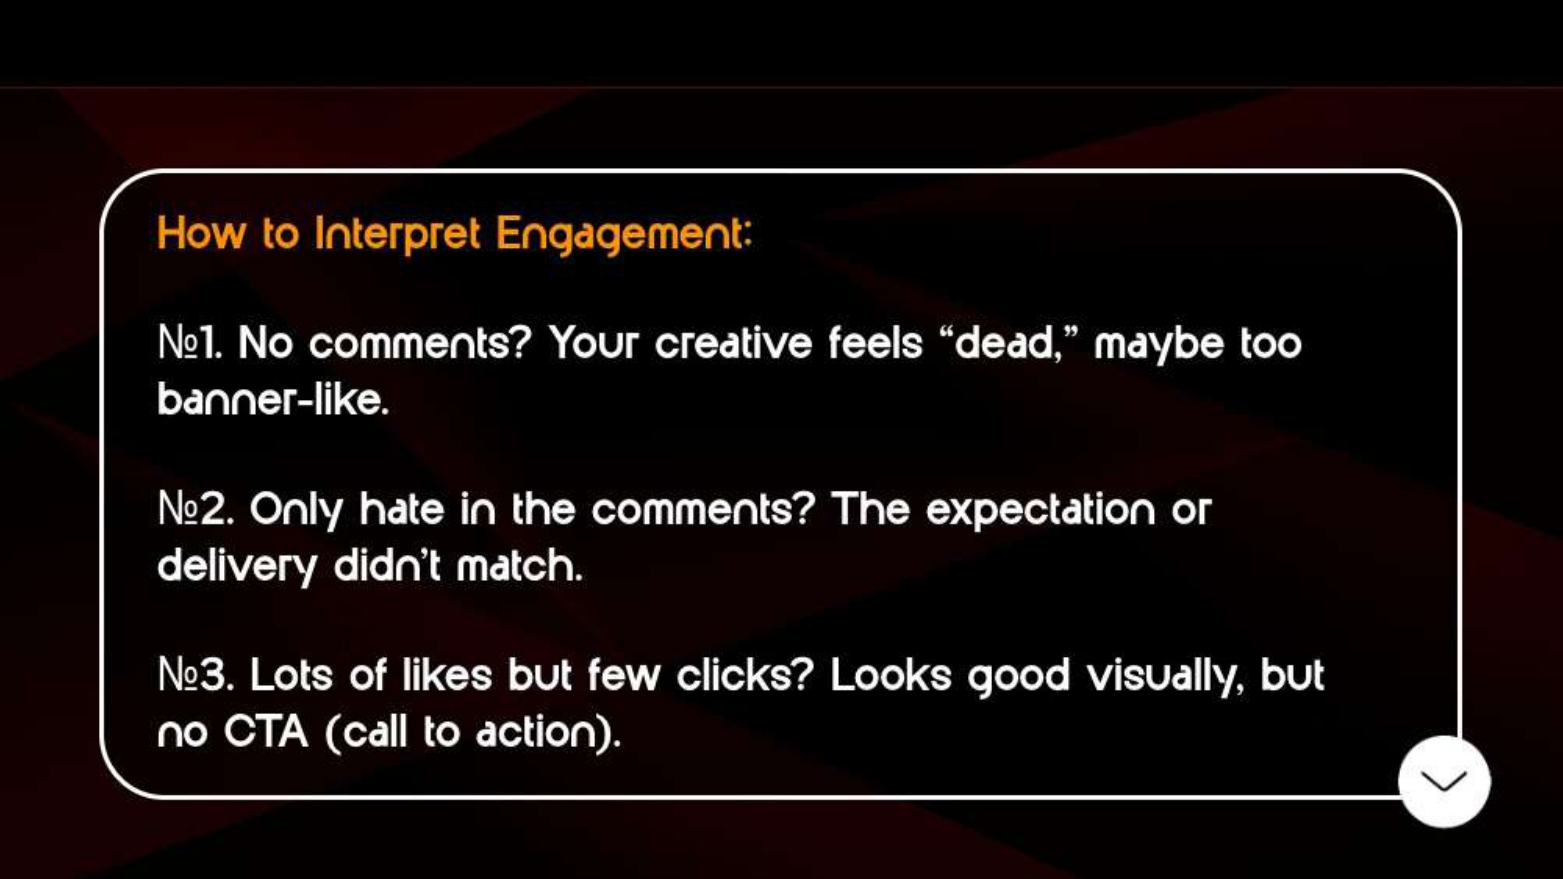 How to Interpret Engagement:
№1. No comments? Your creative feels “dead,” maybe too
banner-like.
№2. Only hate in the comments? The expectation or
delivery didn’t match.
№3. Lots of likes but few clicks? Looks good visually, but
no CTA (call to action).